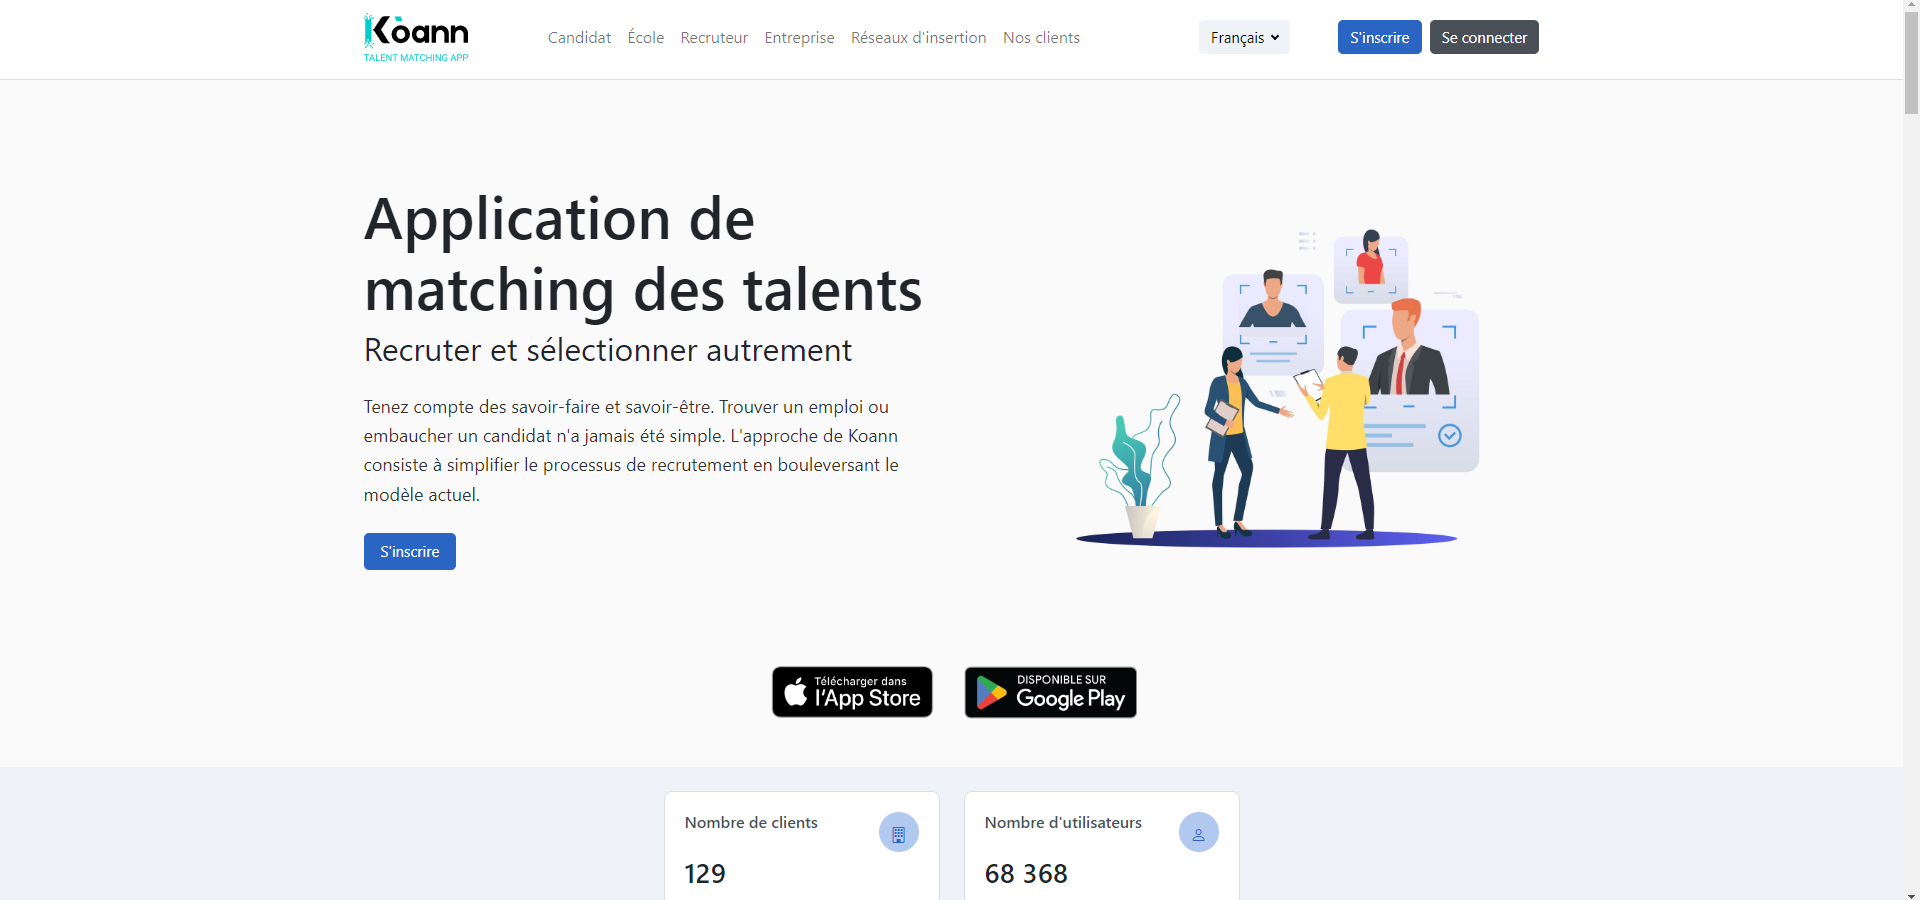 Kòann
TALENT MATCHING APP
Candidat École Recruteur Entreprise Réseaux d'insertion Nos clients
Français
S'inscrire
Se connecter
Application de
matching des talents
Recruter et sélectionner autrement
Tenez compte des savoir-faire et savoir-être. Trouver un emploi ou
embaucher un candidat n'a jamais été simple. L'approche de Koann
consiste à simplifier le processus de recrutement en bouleversant le
modèle actuel.
S'inscrire
Télécharger dans
l'App Store
DISPONIBLE SUR
Google Play
Nombre de clients
129
Nombre d'utilisateurs
68 368